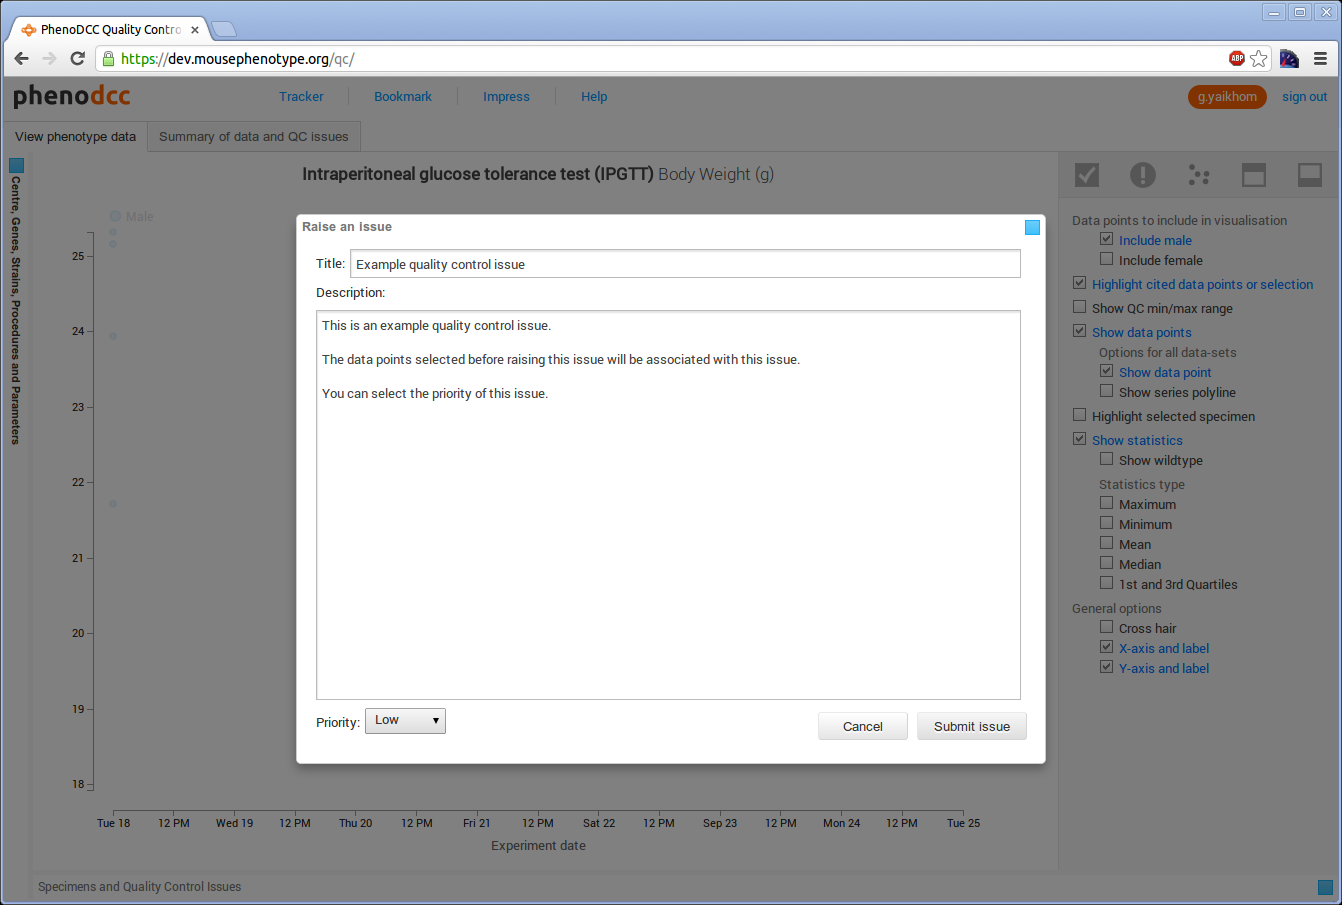 PhenoDCC Quality Contro
https://dev.mousephenotype.org/qc/
ABP
phenodcc
Tracker
Bookmark
Impress
Help
g.yaikhom
sign out
View phenotype data
Summary of data and QC issues
Centre, Genes, Strains, Procedures and Parameters
Intraperitoneal glucose tolerance test (IPGTT) Body Weight (g)
Male
25
24
23
22
21
20
19
18
Tue 18
12 PM
Wed 19
12 PM
Thu 20
12 PM
Fri 21
12 PM
Sat 22
12 PM
Sep 23
12 PM
Mon 24
12 PM
Tue 25
Experiment date
Raise an issue
Title: Example quality control issue
Description:
This is an example quality control issue.
The data points selected before raising this issue will be associated with this issue.
You can select the priority of this issue.
Priority: Low
Cancel
Submit issue
Data points to include in visualisation
Include male
Include female
Highlight cited data points or selection
Show QC min/max range
Show data points
Options for all data-sets
Show data point
Show series polyline
Highlight selected specimen
Show statistics
Show wildtype
Statistics type
Maximum
Minimum
Mean
Median
1st and 3rd Quartiles
General options
Cross hair
X-axis and label
Y-axis and label
Specimens and Quality Control Issues